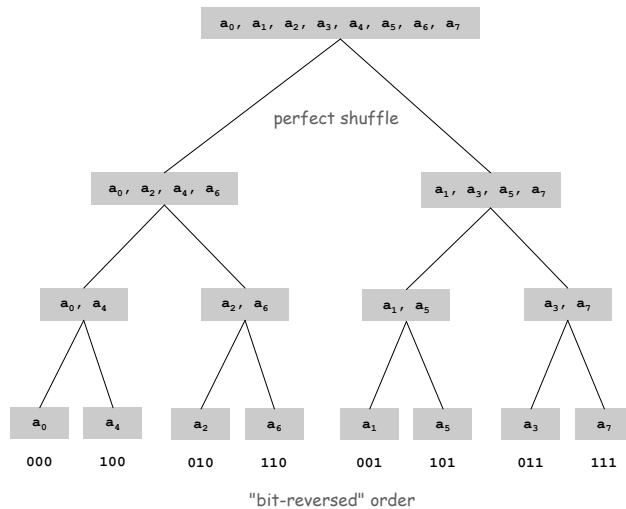 a₀, a₁, a₂, a₃, a₄, a₅, a₆, a₇
perfect shuffle
a₀, a₂, a₄, a₆
a₁, a₃, a₅, a₇
a₀, a₄
a₂, a₆
a₁, a₅
a₃, a₇
a₀
a₄
a₂
a₆
a₁
a₅
a₃
a₇
000 100 010 110 001 101 011 111
"bit-reversed" order